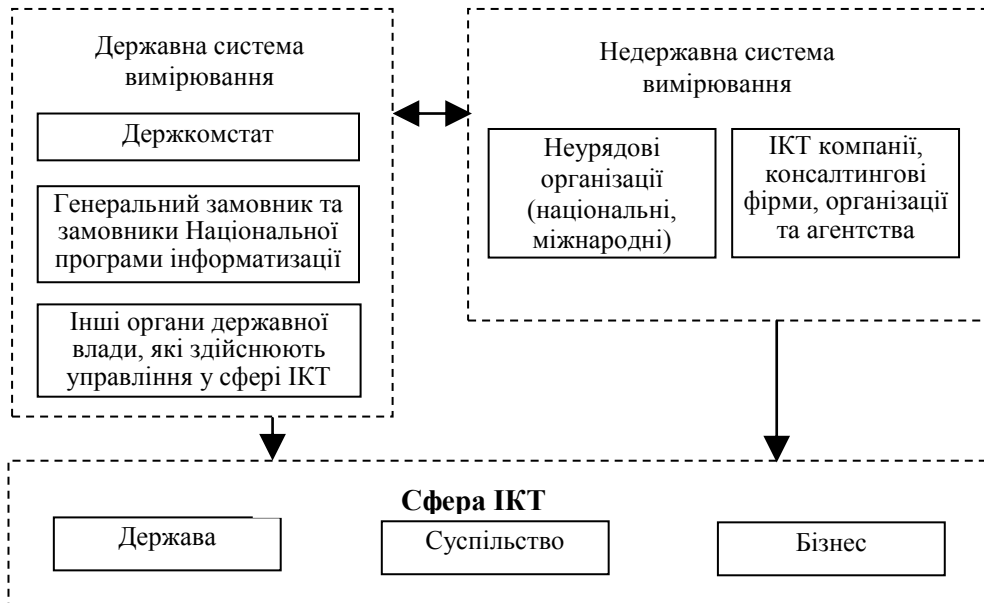 Державна система
вимірювання
Держкомстат
Генеральний замовник та
замовники Національної
програми інформатизації
Інші органи державної
влади, які здійснюють
управління у сфері ІКТ
Недержавна система
вимірювання
Неурядові
організації
(національні,
міжнародні)
ІКТ компанії,
консалтингові
фірми, організації
та агентства
Сфера ІКТ
Держава
Суспільство
Бізнес